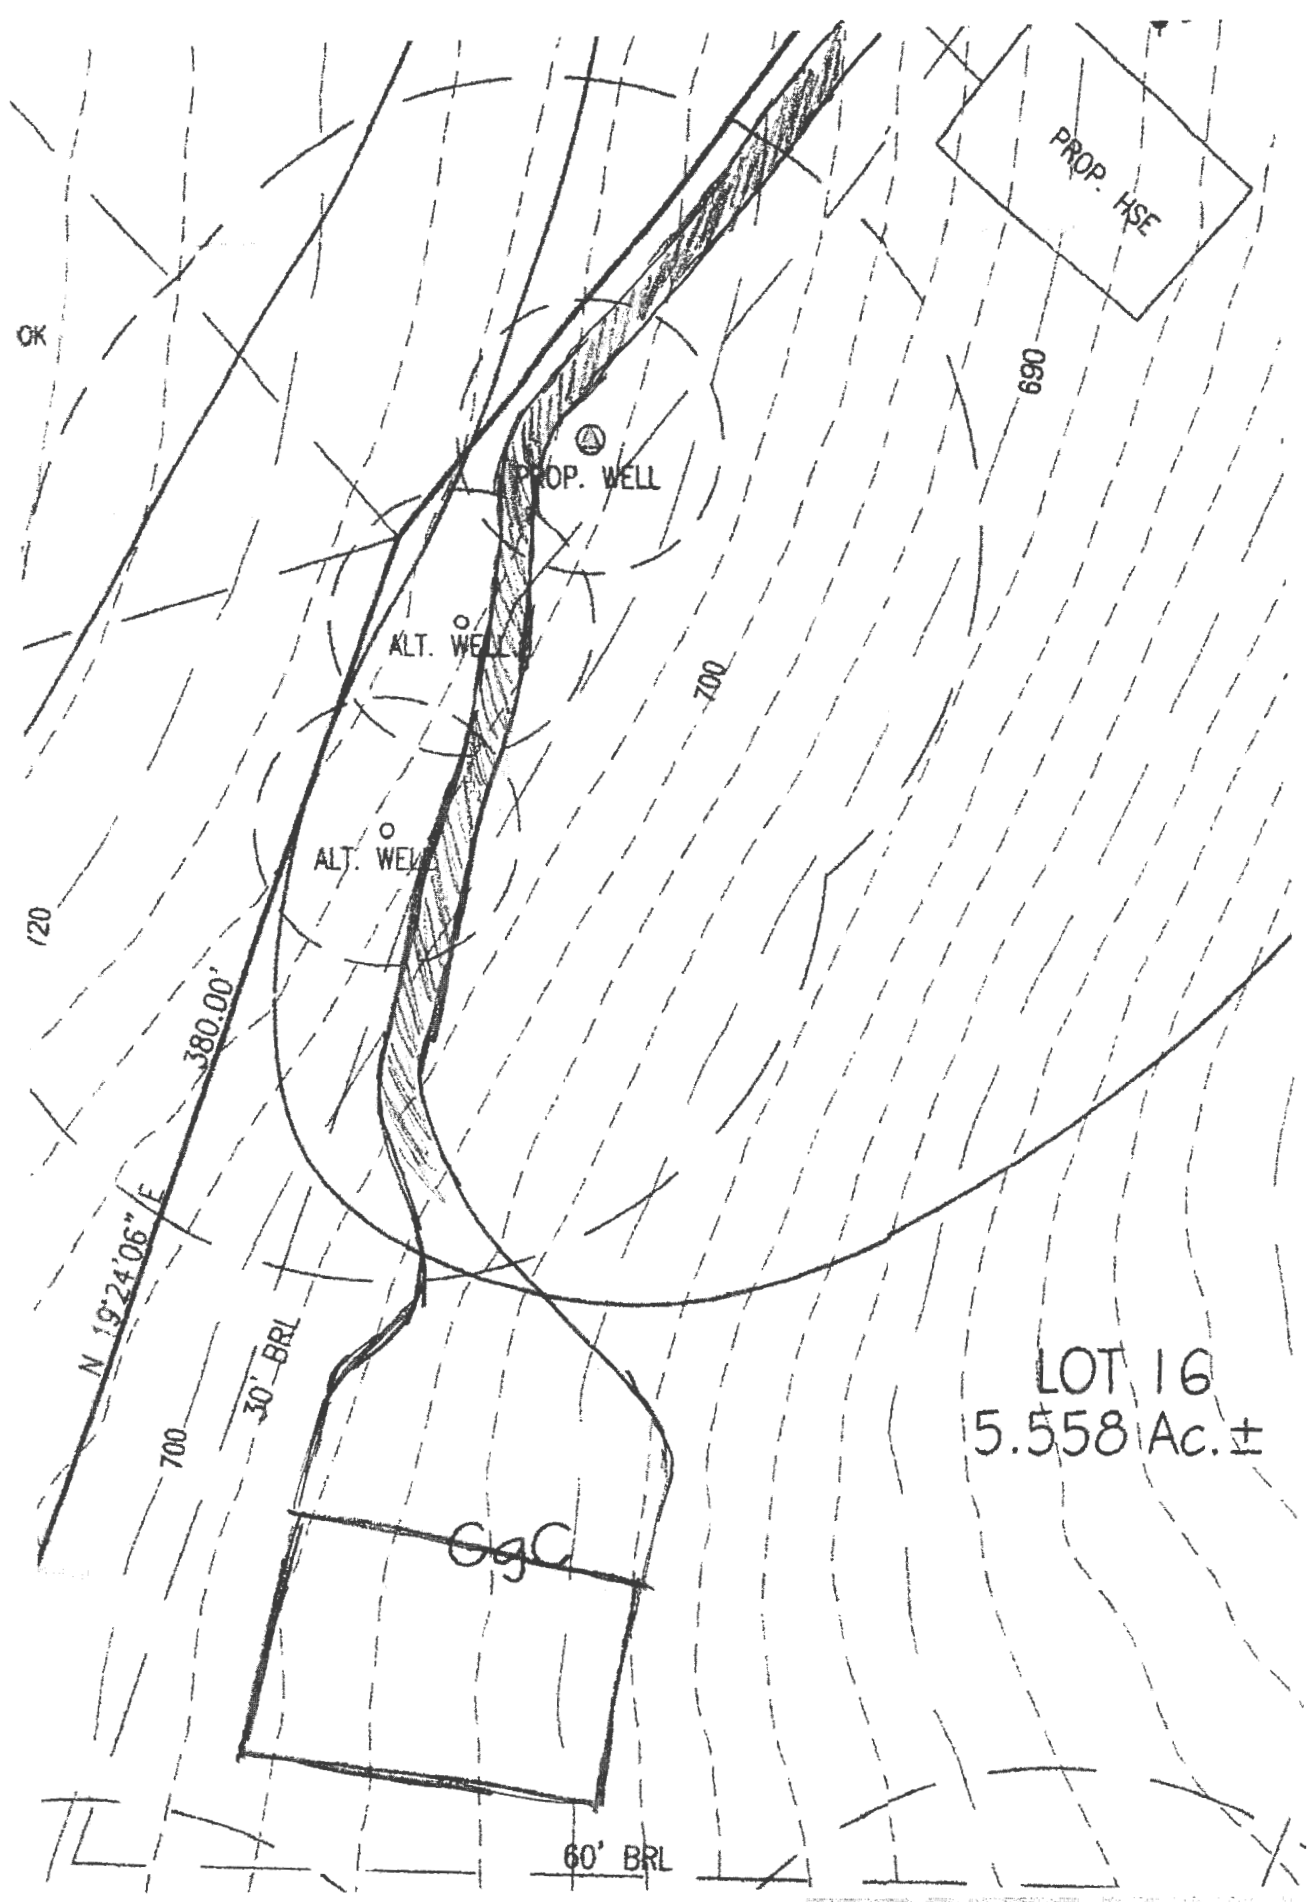 PROP. HSE
OK
690
PROP. WELL
ALT. WELL
700
ALT. WELL
720
380.00'
N 19°24'06" E
30' BRL
LOT 16
5.558 Ac.±
700
GgC
60' BRL